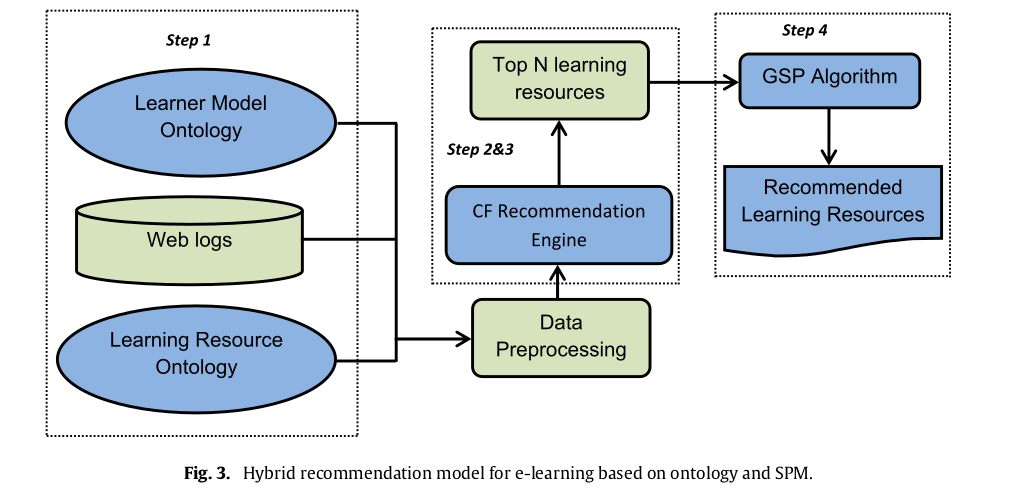 Step 1
Learner Model
Ontology
Web logs
Learning Resource
Ontology
Step 2&3
Top N learning
resources
CF Recommendation
Engine
Data
Preprocessing
Step 4
GSP Algorithm
Recommended
Learning Resources
Fig. 3. Hybrid recommendation model for e-learning based on ontology and SPM.